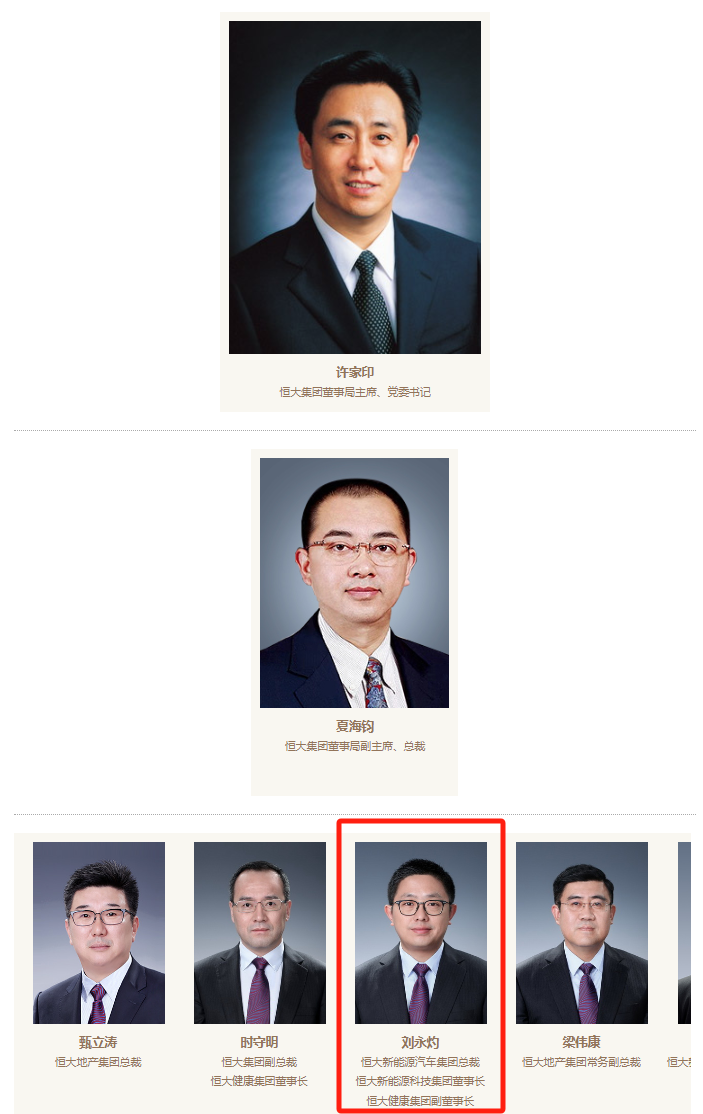 许家印
恒大集团董事局主席、党委书记
夏海钧
恒大集团董事局副主席、总裁
甄立涛
恒大地产集团总裁
时守明
恒大集团副总裁
恒大健康集团董事长
刘永灼
恒大新能源汽车集团总裁
恒大新能源科技集团董事长
恒大健康集团副董事长
梁伟康
恒大地产集团常务副总裁
恒大